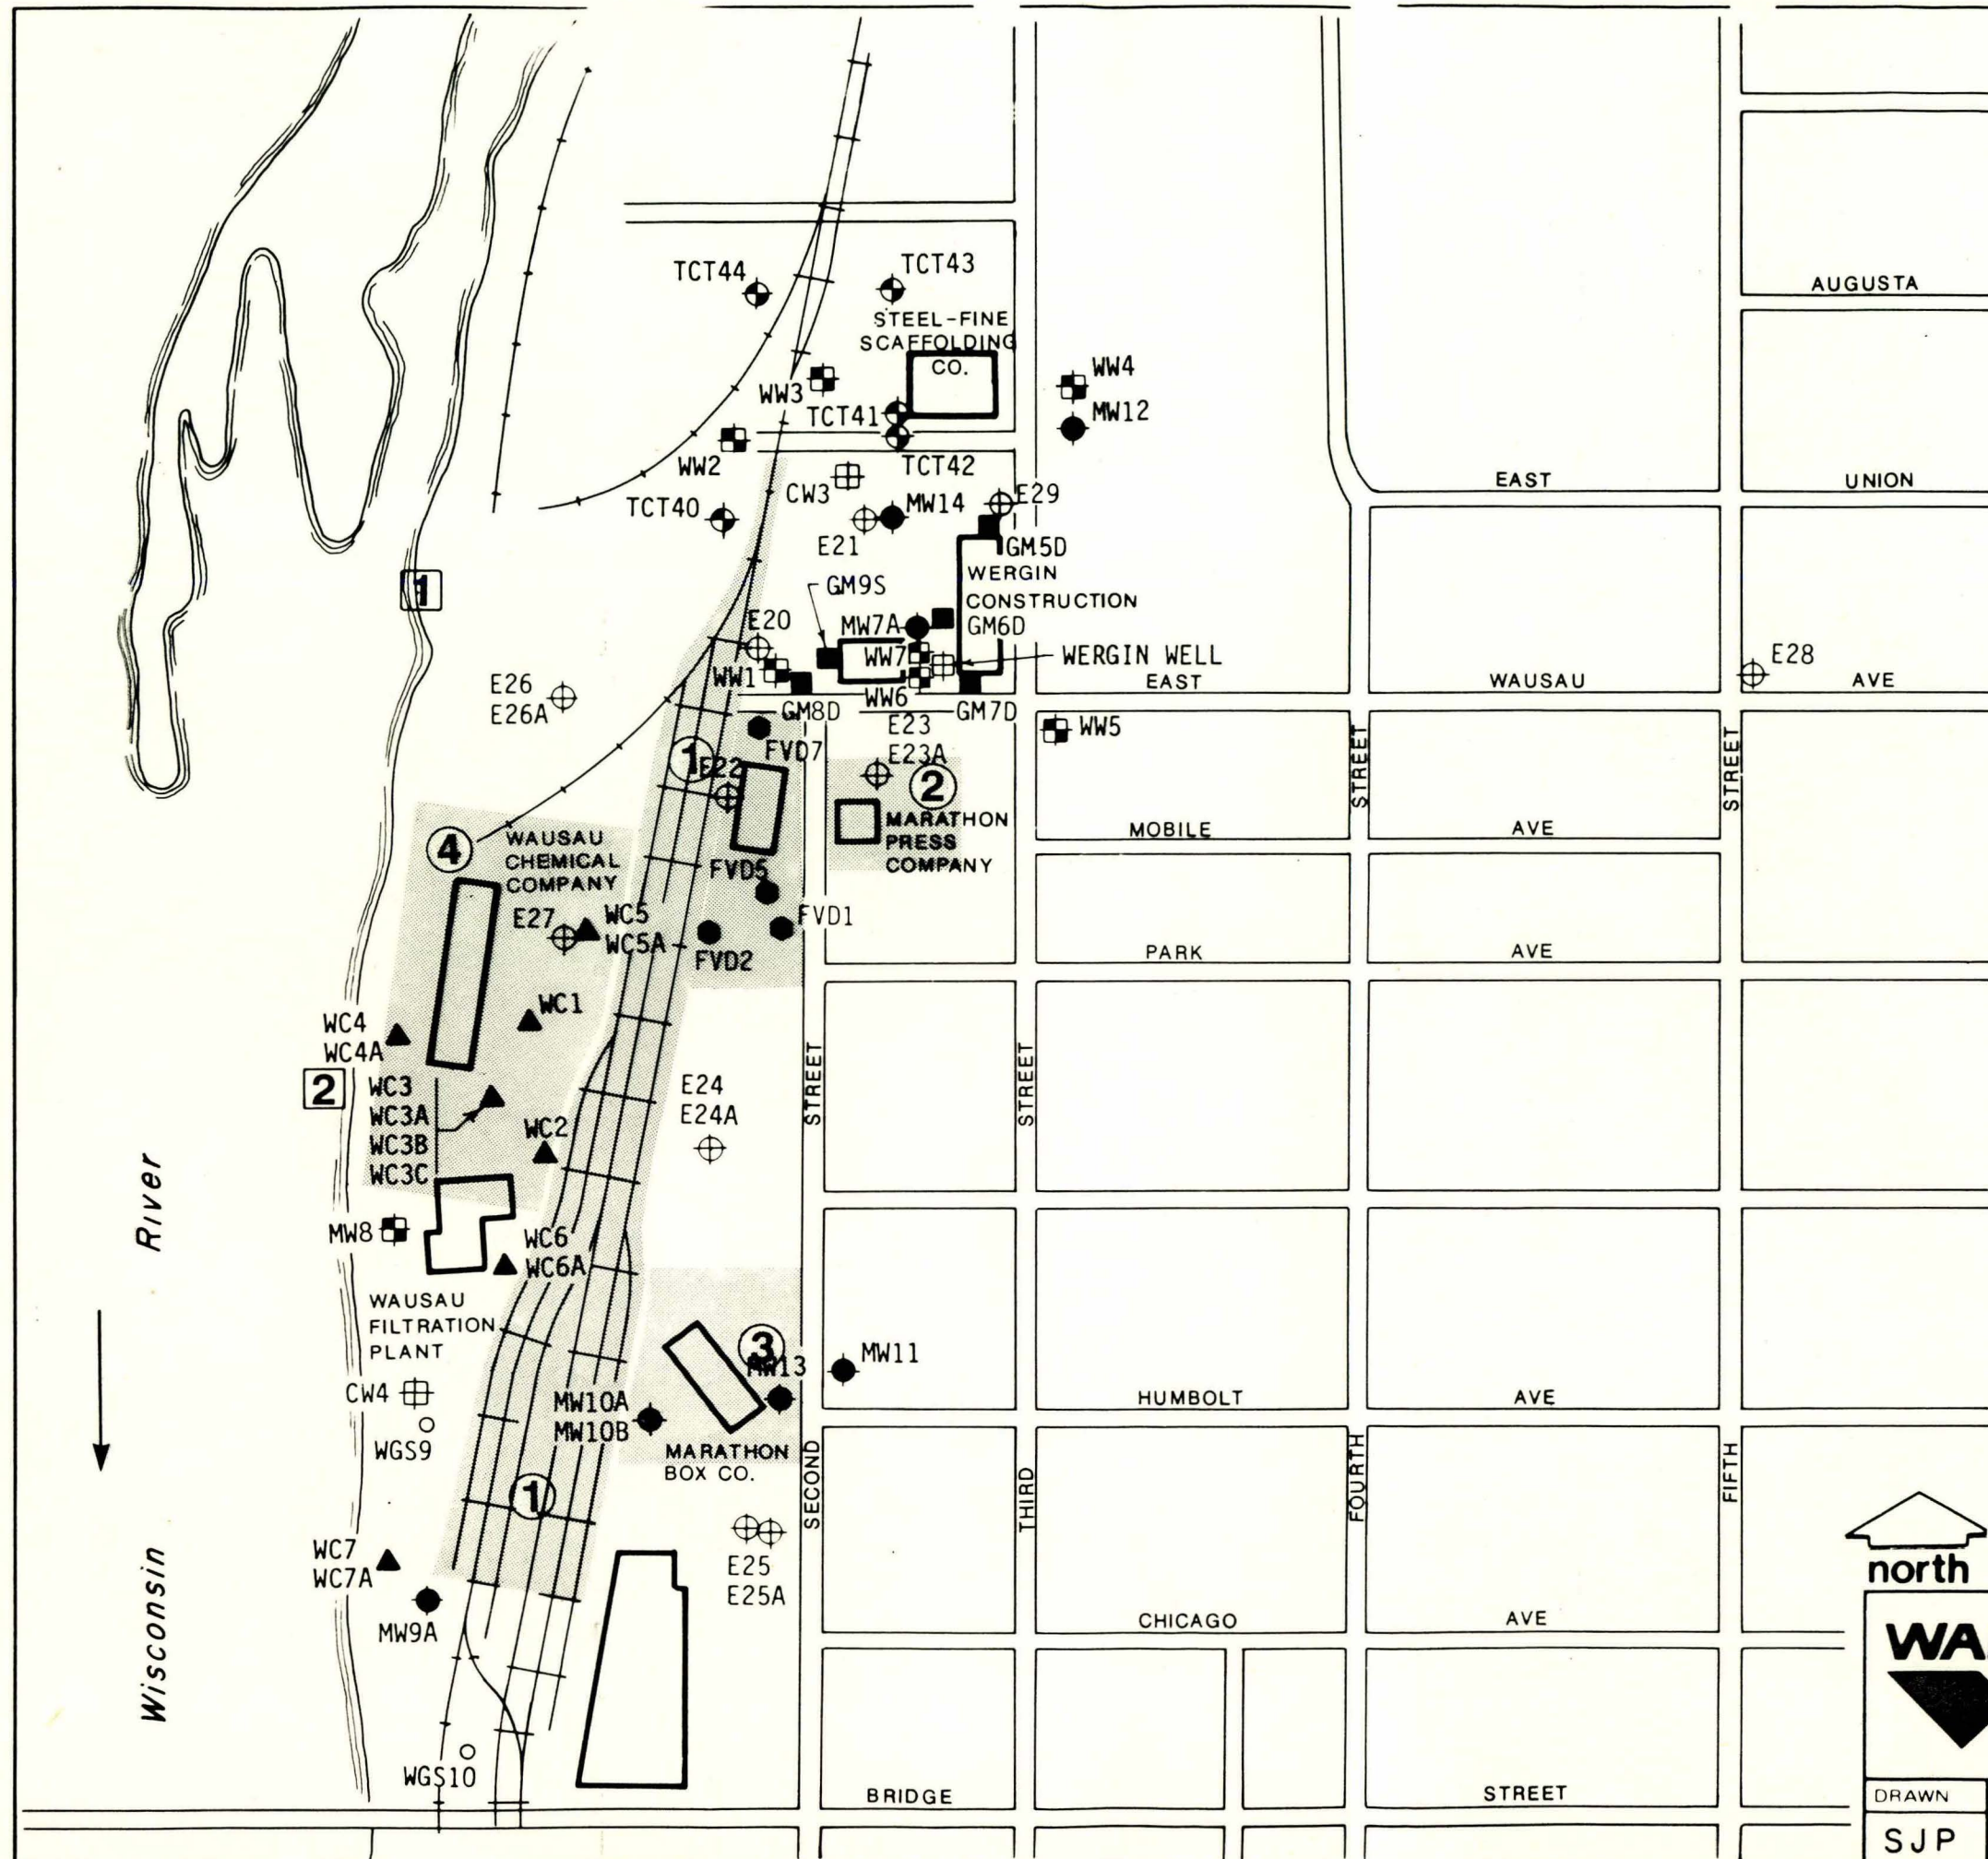 TCT44
TCT43
STEEL-FINE
SCAFFOLDING
CO.
AUGUSTA
WW3
WW4
TCT41
MW12
WW2
TCT42
EAST
UNION
CW3
E29
TCT40
MW14
E21
GM5D
WERGIN
CONSTRUCTION
1
GM9S
E20
MW7A
GM6D
WW7
WERGIN WELL
E28
WW1
E26
E26A
WW6
EAST
WAUSAU
AVE
GM8D
GM7D
E23
E23A
WW5
FVD7
1
E22
2
STREET
STREET
MARATHON
PRESS
COMPANY
MOBILE
AVE
4
WAUSAU
CHEMICAL
COMPANY
FVD5
E27
WC5
WC5A
FVD1
FVD2
PARK
AVE
WC1
WC4
WC4A
2
WC3
WC3A
WC3B
WC3C
WC2
E24
E24A
STREET
STREET
River
MW8
WC6
WC6A
WAUSAU
FILTRATION
PLANT
3
MW13
MW11
CW4
MW10A
MW10B
HUMBOLT
AVE
WGS9
MARATHON
BOX CO.
SECOND
THIRD
FOURTH
FIFTH
1
E25
E25A
WC7
WC7A
MW9A
north
Wisconsin
CHICAGO
AVE
WA
WGS10
BRIDGE
STREET
DRAWN
SJP